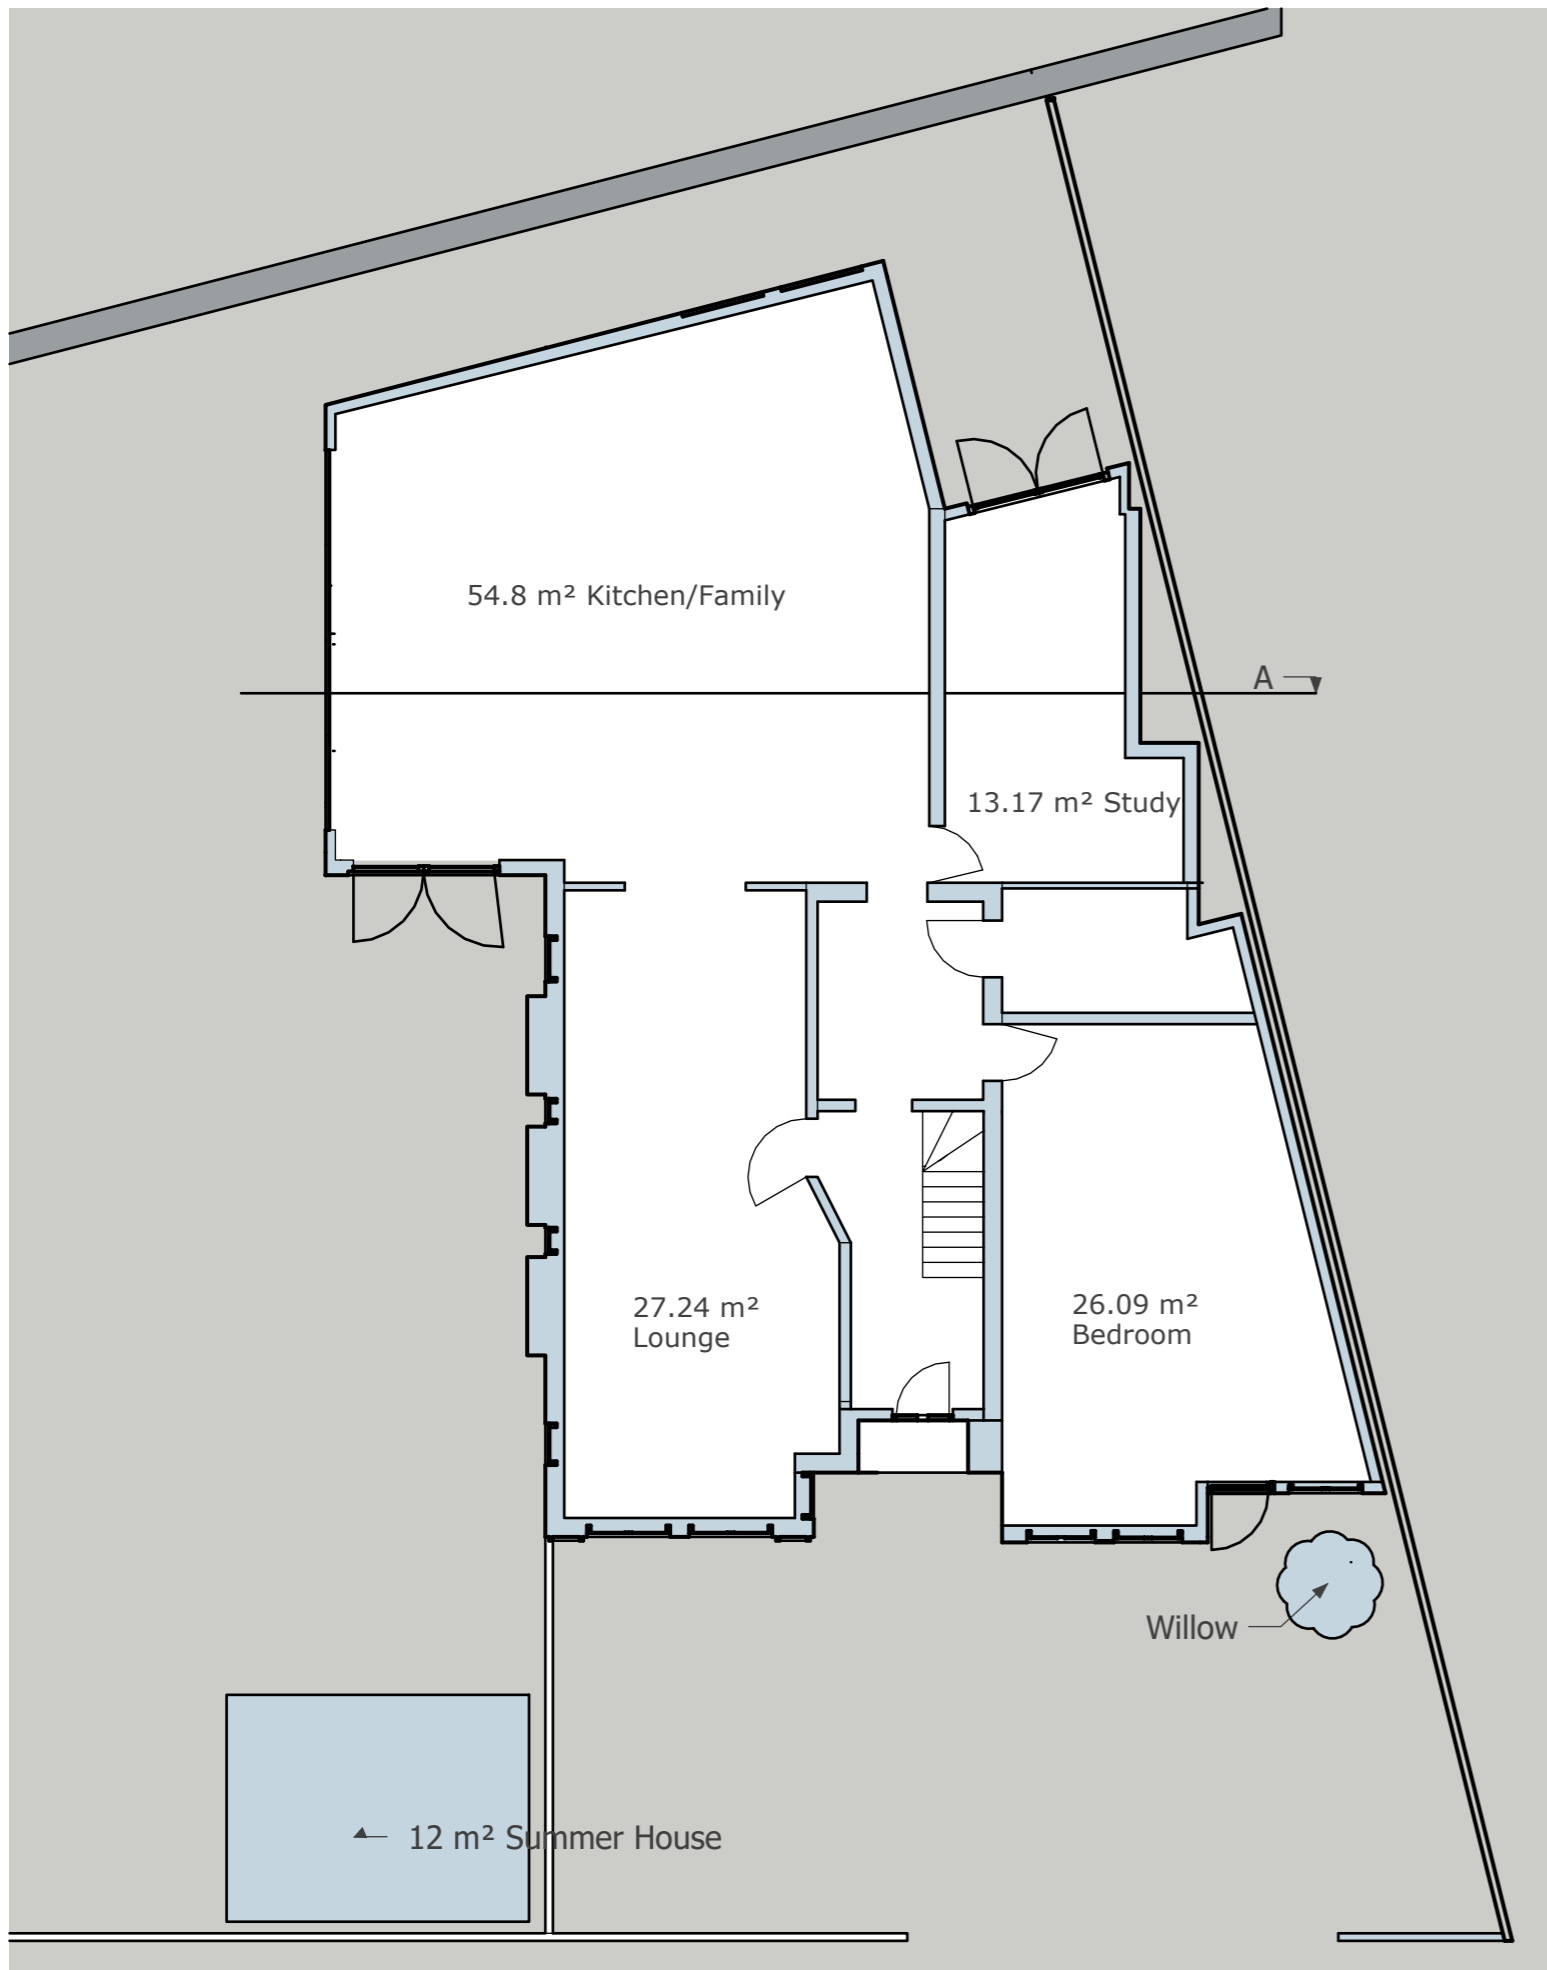 54.8 m² Kitchen/Family
A
13.17 m² Study
27.24 m²
Lounge
26.09 m²
Bedroom
Willow
12 m² Summer House